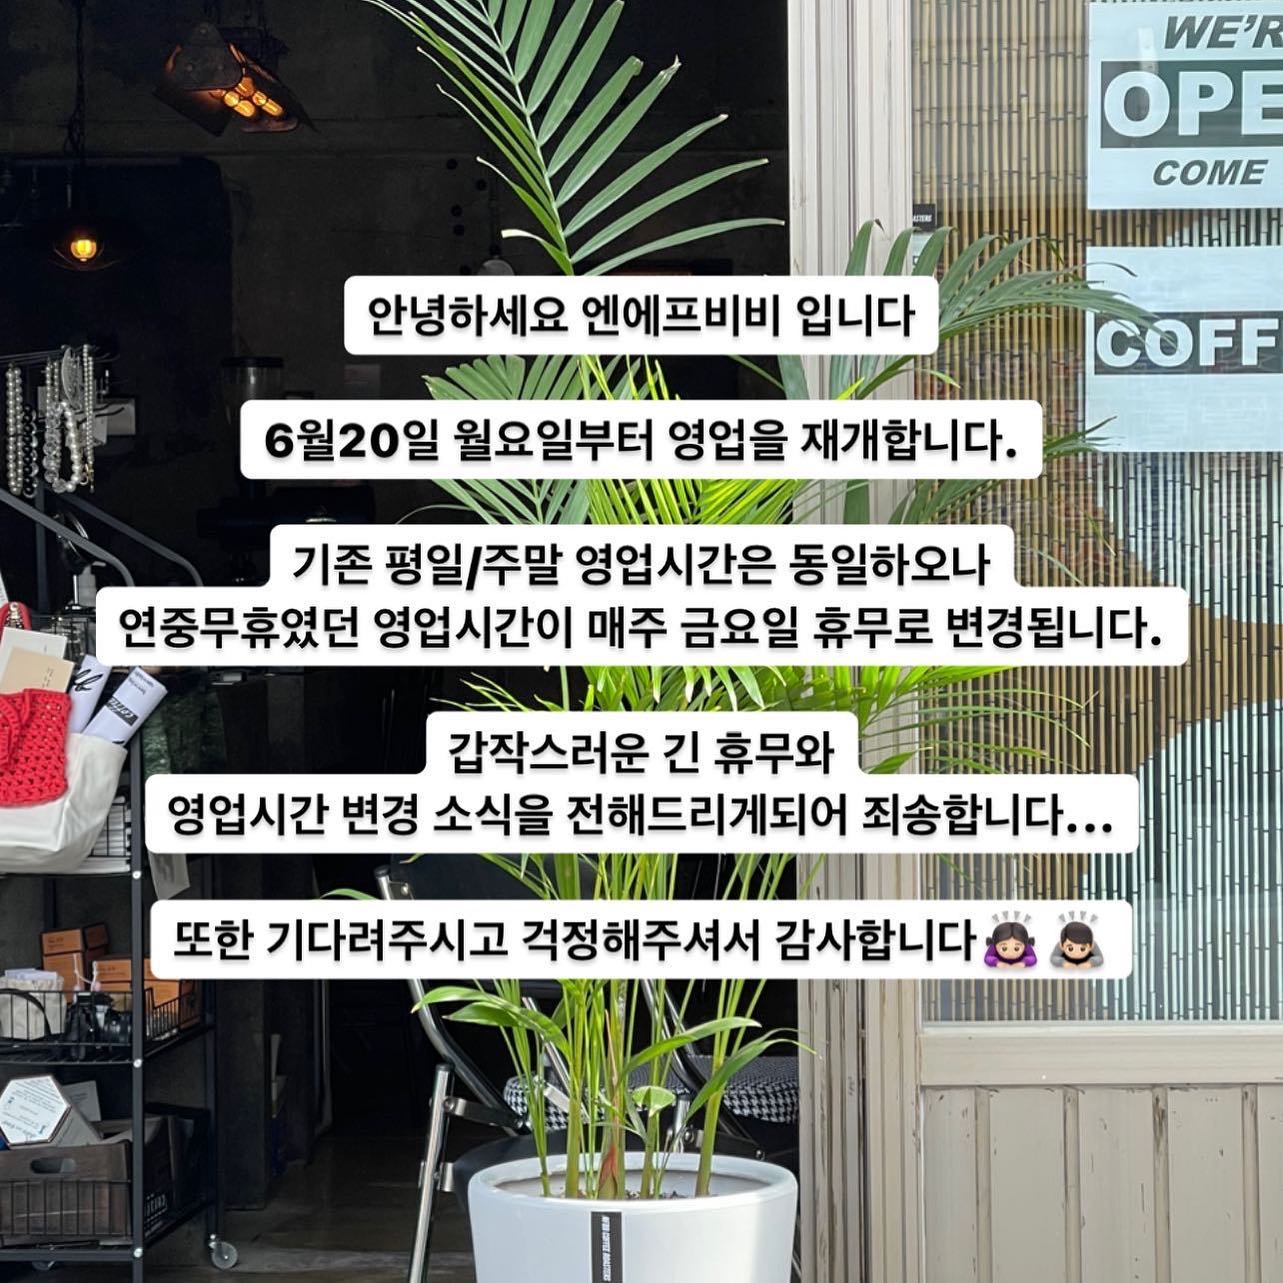 WE'R
OPE
COME
COFF
안녕하세요 엔에프비비 입니다
6월20일 월요일부터 영업을 재개합니다.
기존 평일/주말 영업시간은 동일하오나
연중무휴였던 영업시간이 매주 금요일 휴무로 변경됩니다.
갑작스러운 긴 휴무와
영업시간 변경 소식을 전해드리게되어 죄송합니다...
또한 기다려주시고 걱정해주셔서 감사합니다🙇🏻‍♀️ 🙇🏻
NFBB COFFEE ROASTERS